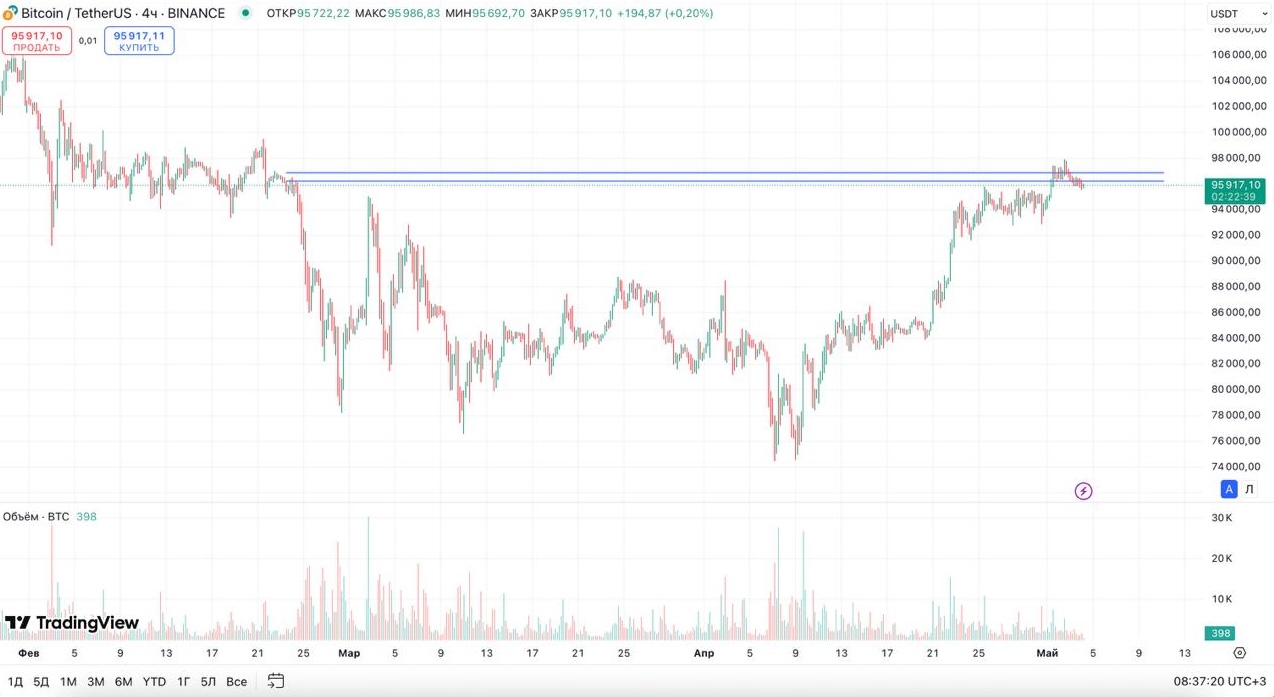 Bitcoin / TetherUS · 4ч · BINANCE ОТКР95 722,22 МАКС95 986,83 МИН95 692,70 ЗАКР95 917,10 +194,87 (+0,20%)
USDT
95 917,10
ПРОДАТЬ
0,01
95 917,11
КУПИТЬ
108 000,00
106 000,00
104 000,00
102 000,00
100 000,00
98 000,00
95 917,10
02:22:39
94 000,00
92 000,00
90 000,00
88 000,00
86 000,00
84 000,00
82 000,00
80 000,00
78 000,00
76 000,00
74 000,00
А Л
Объём · BTC 398
30 K
20 K
10 K
398
TradingView
Фев 5 9 13 17 21 25 Мар 5 9 13 17 21 25 Апр 5 9 13 17 21 25 Май 5 9 13
1Д 5Д 1М 3М 6М YTD 1Г 5Л Все
08:37:20 UTC+3